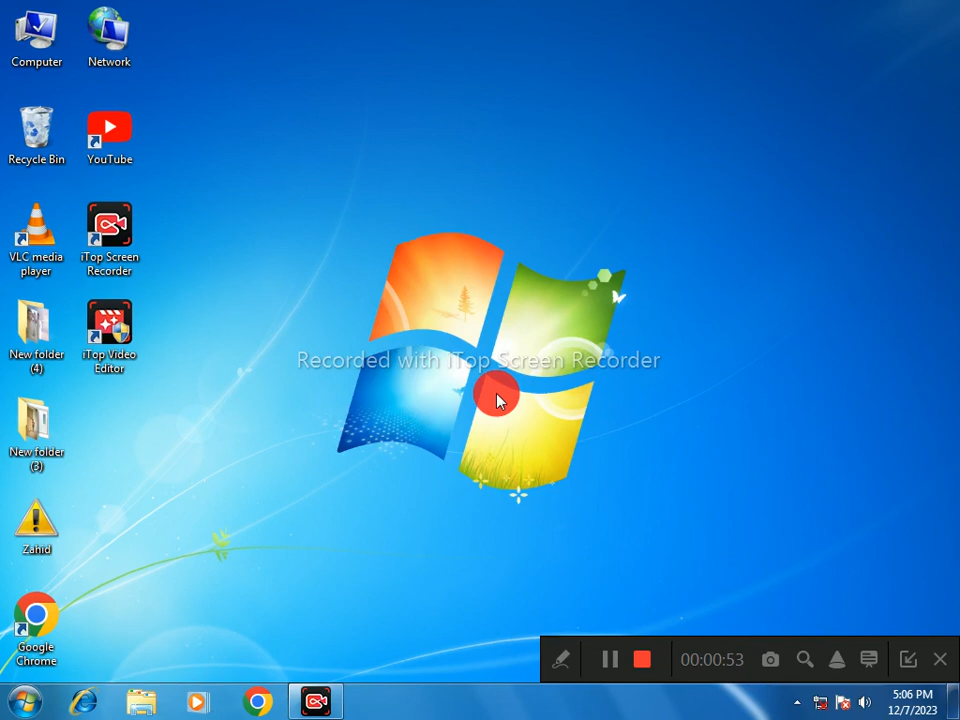 Computer
Network
Recycle Bin
YouTube
VLC media
player
iTop Screen
Recorder
New folder
(4)
iTop Video
Editor
New folder
(3)
Zahid
Google
Chrome
Recorded with iTop Screen Recorder
00:00:53
5:06 PM
12/7/2023